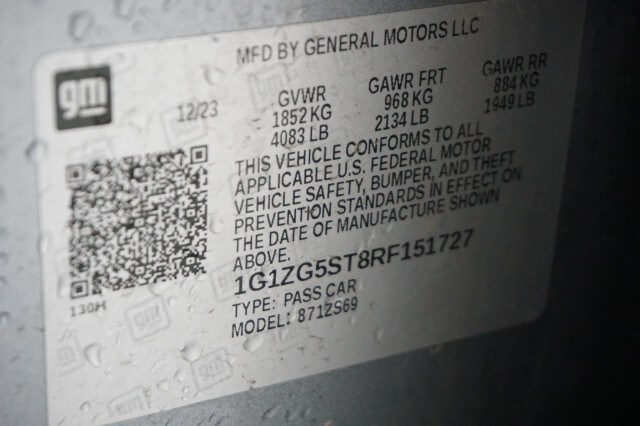 MFD BY GENERAL MOTORS LLC
gm
12/23
GVWR
1852 KG
4083 LB
GAWR FRT
968 KG
2134 LB
GAWR RR
884 KG
1949 LB
THIS VEHICLE CONFORMS TO ALL
APPLICABLE U.S. FEDERAL MOTOR
VEHICLE SAFETY, BUMPER, AND THEFT
PREVENTION STANDARDS IN EFFECT ON
THE DATE OF MANUFACTURE SHOWN
ABOVE.
1G1ZG5ST8RF151727
TYPE: PASS CAR
MODEL: 871ZS69
130H